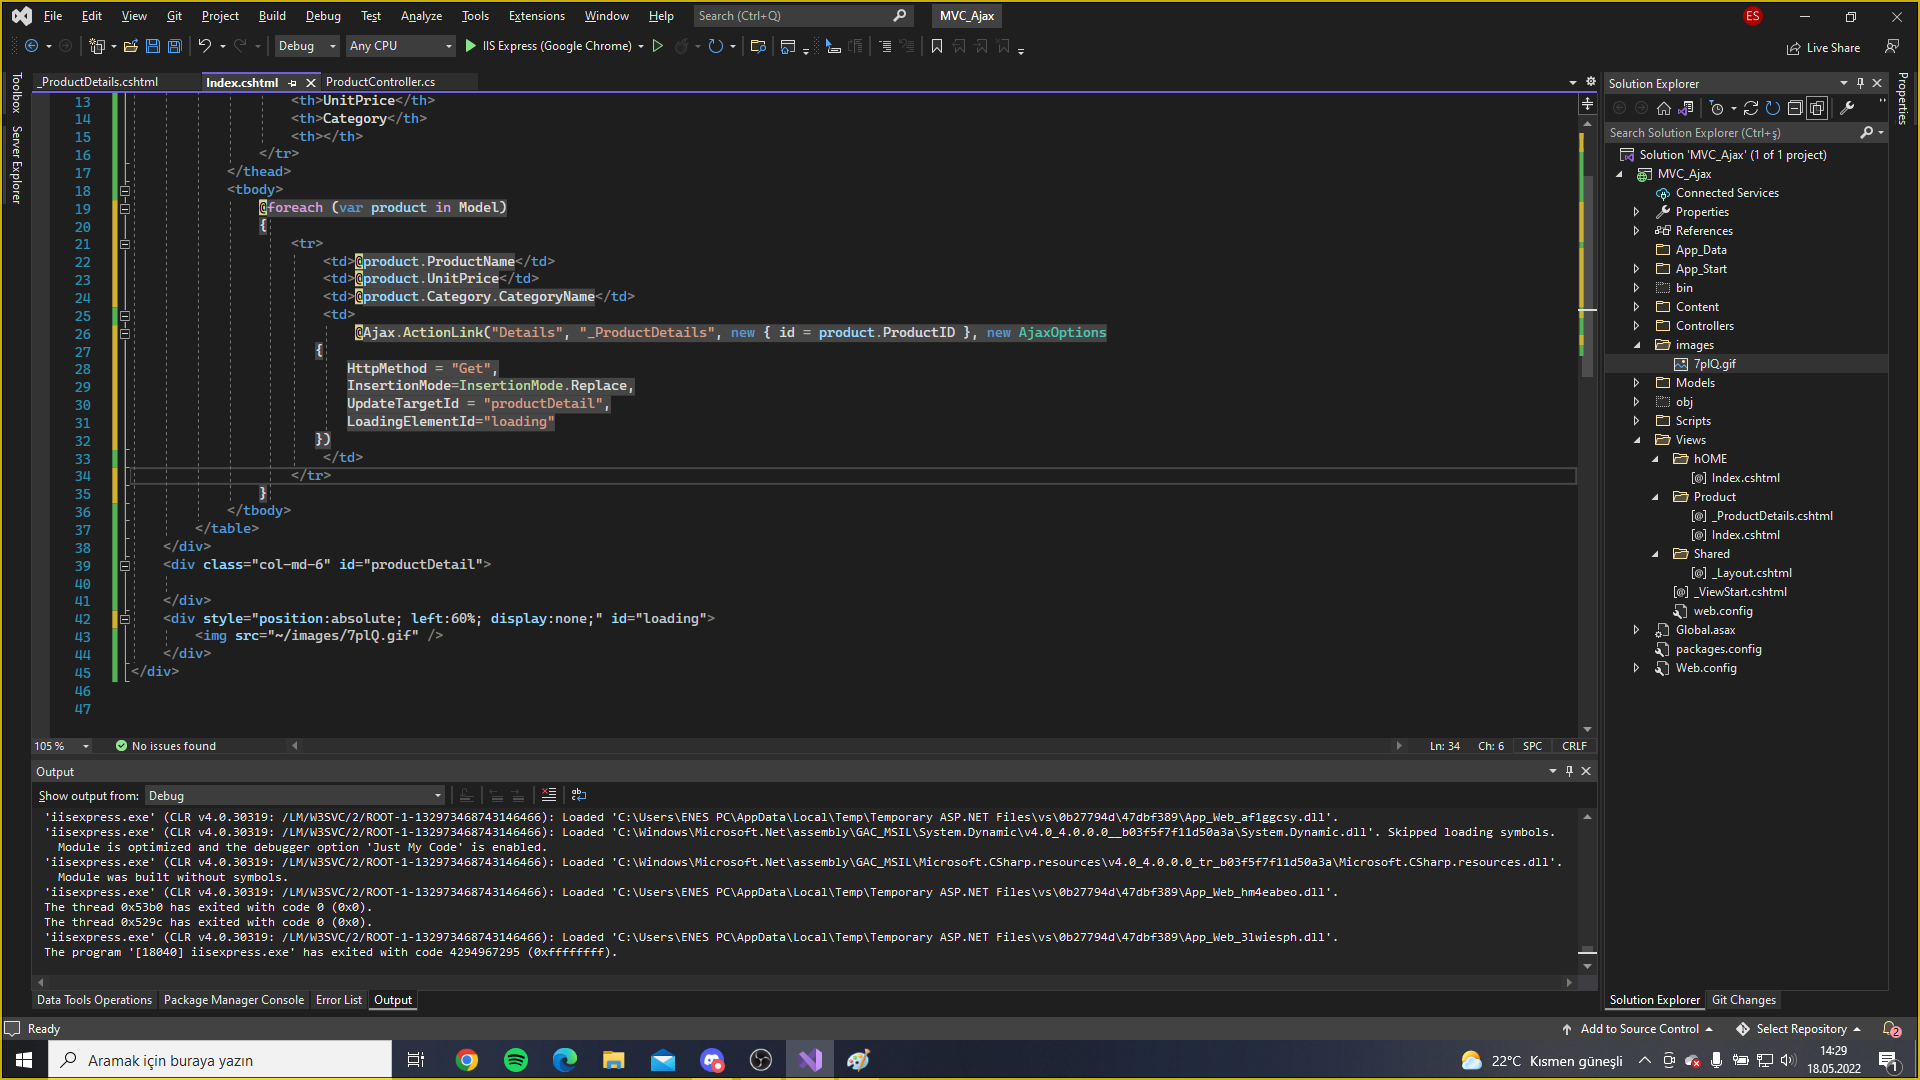 File Edit View Git Project Build Debug Test Analyze Tools Extensions Window Help Search (Ctrl+Q) MVC_Ajax ES
Debug Any CPU IIS Express (Google Chrome) Live Share
Toolbox
Server Explorer
_ProductDetails.cshtml Index.cshtml ProductController.cs
13 <th>UnitPrice</th>
14 <th>Category</th>
15 <th></th>
16 </tr>
17 </thead>
18 <tbody>
19 @foreach (var product in Model)
20 {
21 <tr>
22 <td>@product.ProductName</td>
23 <td>@product.UnitPrice</td>
24 <td>@product.Category.CategoryName</td>
25 <td>
26 @Ajax.ActionLink("Details", "_ProductDetails", new { id = product.ProductID }, new AjaxOptions
27 {
28 HttpMethod = "Get",
29 InsertionMode=InsertionMode.Replace,
30 UpdateTargetId = "productDetail",
31 LoadingElementId="loading"
32 })
33 </td>
34 </tr>
35 }
36 </tbody>
37 </table>
38 </div>
39 <div class="col-md-6" id="productDetail">
40
41 </div>
42 <div style="position:absolute; left:60%; display:none;" id="loading">
43 <img src="~/images/7plQ.gif" />
44 </div>
45 </div>
46
47
105 % No issues found Ln: 34 Ch: 6 SPC CRLF
Output
Show output from: Debug
'iisexpress.exe' (CLR v4.0.30319: /LM/W3SVC/2/ROOT-1-132973468743146466): Loaded 'C:\Users\ENES PC\AppData\Local\Temp\Temporary ASP.NET Files\vs\0b27794d\47dbf389\App_Web_af1ggcsy.dll'.
'iisexpress.exe' (CLR v4.0.30319: /LM/W3SVC/2/ROOT-1-132973468743146466): Loaded 'C:\Windows\Microsoft.Net\assembly\GAC_MSIL\System.Dynamic\v4.0_4.0.0.0__b03f5f7f11d50a3a\System.Dynamic.dll'. Skipped loading symbols.
Module is optimized and the debugger option 'Just My Code' is enabled.
'iisexpress.exe' (CLR v4.0.30319: /LM/W3SVC/2/ROOT-1-132973468743146466): Loaded 'C:\Windows\Microsoft.Net\assembly\GAC_MSIL\Microsoft.CSharp.resources\v4.0_4.0.0.0_tr_b03f5f7f11d50a3a\Microsoft.CSharp.resources.dll'.
Module was built without symbols.
'iisexpress.exe' (CLR v4.0.30319: /LM/W3SVC/2/ROOT-1-132973468743146466): Loaded 'C:\Users\ENES PC\AppData\Local\Temp\Temporary ASP.NET Files\vs\0b27794d\47dbf389\App_Web_hm4eabeo.dll'.
The thread 0x53b0 has exited with code 0 (0x0).
The thread 0x529c has exited with code 0 (0x0).
'iisexpress.exe' (CLR v4.0.30319: /LM/W3SVC/2/ROOT-1-132973468743146466): Loaded 'C:\Users\ENES PC\AppData\Local\Temp\Temporary ASP.NET Files\vs\0b27794d\47dbf389\App_Web_3lwiesph.dll'.
The program '[18040] iisexpress.exe' has exited with code 4294967295 (0xffffffff).
Data Tools Operations Package Manager Console Error List Output
Solution Explorer
Search Solution Explorer (Ctrl+ş)
Solution 'MVC_Ajax' (1 of 1 project)
MVC_Ajax
Connected Services
Properties
References
App_Data
App_Start
bin
Content
Controllers
images
7plQ.gif
Models
obj
Scripts
Views
hOME
Index.cshtml
Product
_ProductDetails.cshtml
Index.cshtml
Shared
_Layout.cshtml
_ViewStart.cshtml
web.config
Global.asax
packages.config
Web.config
Solution Explorer Git Changes
Properties
Ready Add to Source Control Select Repository 2
Aramak için buraya yazın 22°C Kısmen güneşli 14:29
18.05.2022 1